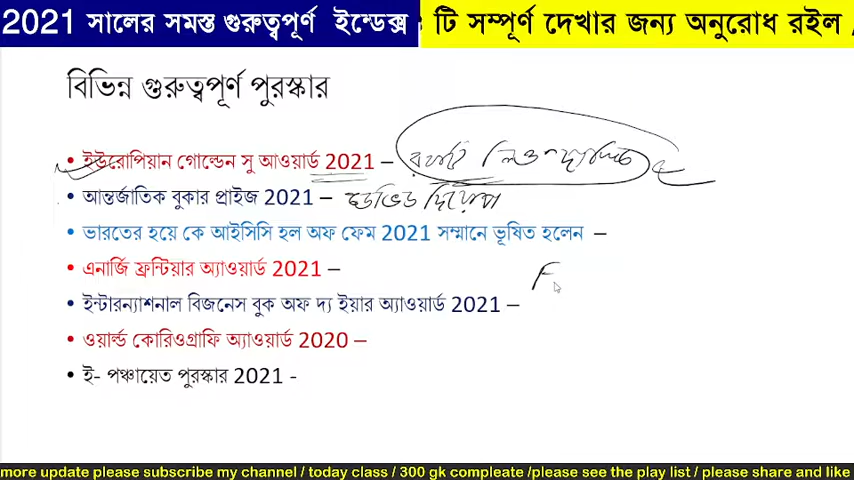 2021 সালের সমস্ত গুরুত্বপূর্ণ ইন্ডেক্স : টি সম্পূর্ণ দেখার জন্য অনুরোধ রইল /
বিভিন্ন গুরুত্বপূর্ণ পুরস্কার
• ইউরোপিয়ান গোল্ডেন সু আওয়ার্ড 2021 –
• আন্তর্জাতিক বুকার প্রাইজ 2021 – ডেভিড দিয়োপ
• ভারতের হয়ে কে আইসিসি হল অফ ফেম 2021 সম্মানে ভূষিত হলেন –
• এনার্জি ফ্রন্টিয়ার অ্যাওয়ার্ড 2021 –
• ইন্টারন্যাশনাল বিজনেস বুক অফ দ্য ইয়ার অ্যাওয়ার্ড 2021 –
• ওয়ার্ল্ড কোরিওগ্রাফি অ্যাওয়ার্ড 2020 –
• ই- পঞ্চায়েত পুরস্কার 2021 -
more update please subscribe my channel / today class / 300 gk compleate /please see the play list / please share and like